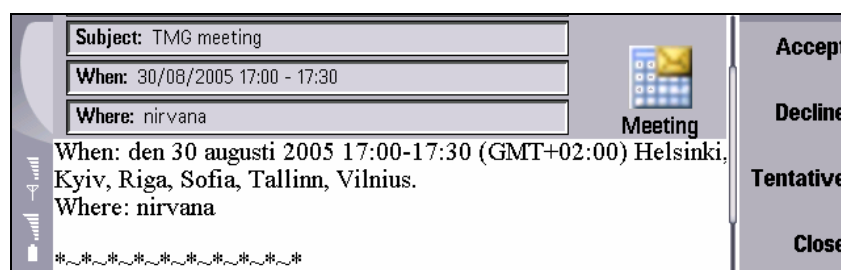 Subject: TMG meeting
When: 30/08/2005 17:00 - 17:30
Where: nirvana
Meeting
When: den 30 augusti 2005 17:00-17:30 (GMT+02:00) Helsinki,
Kyiv, Riga, Sofia, Tallinn, Vilnius.
Where: nirvana
*~*~*~*~*~*~*~*~*~*
Accept
Decline
Tentative
Close